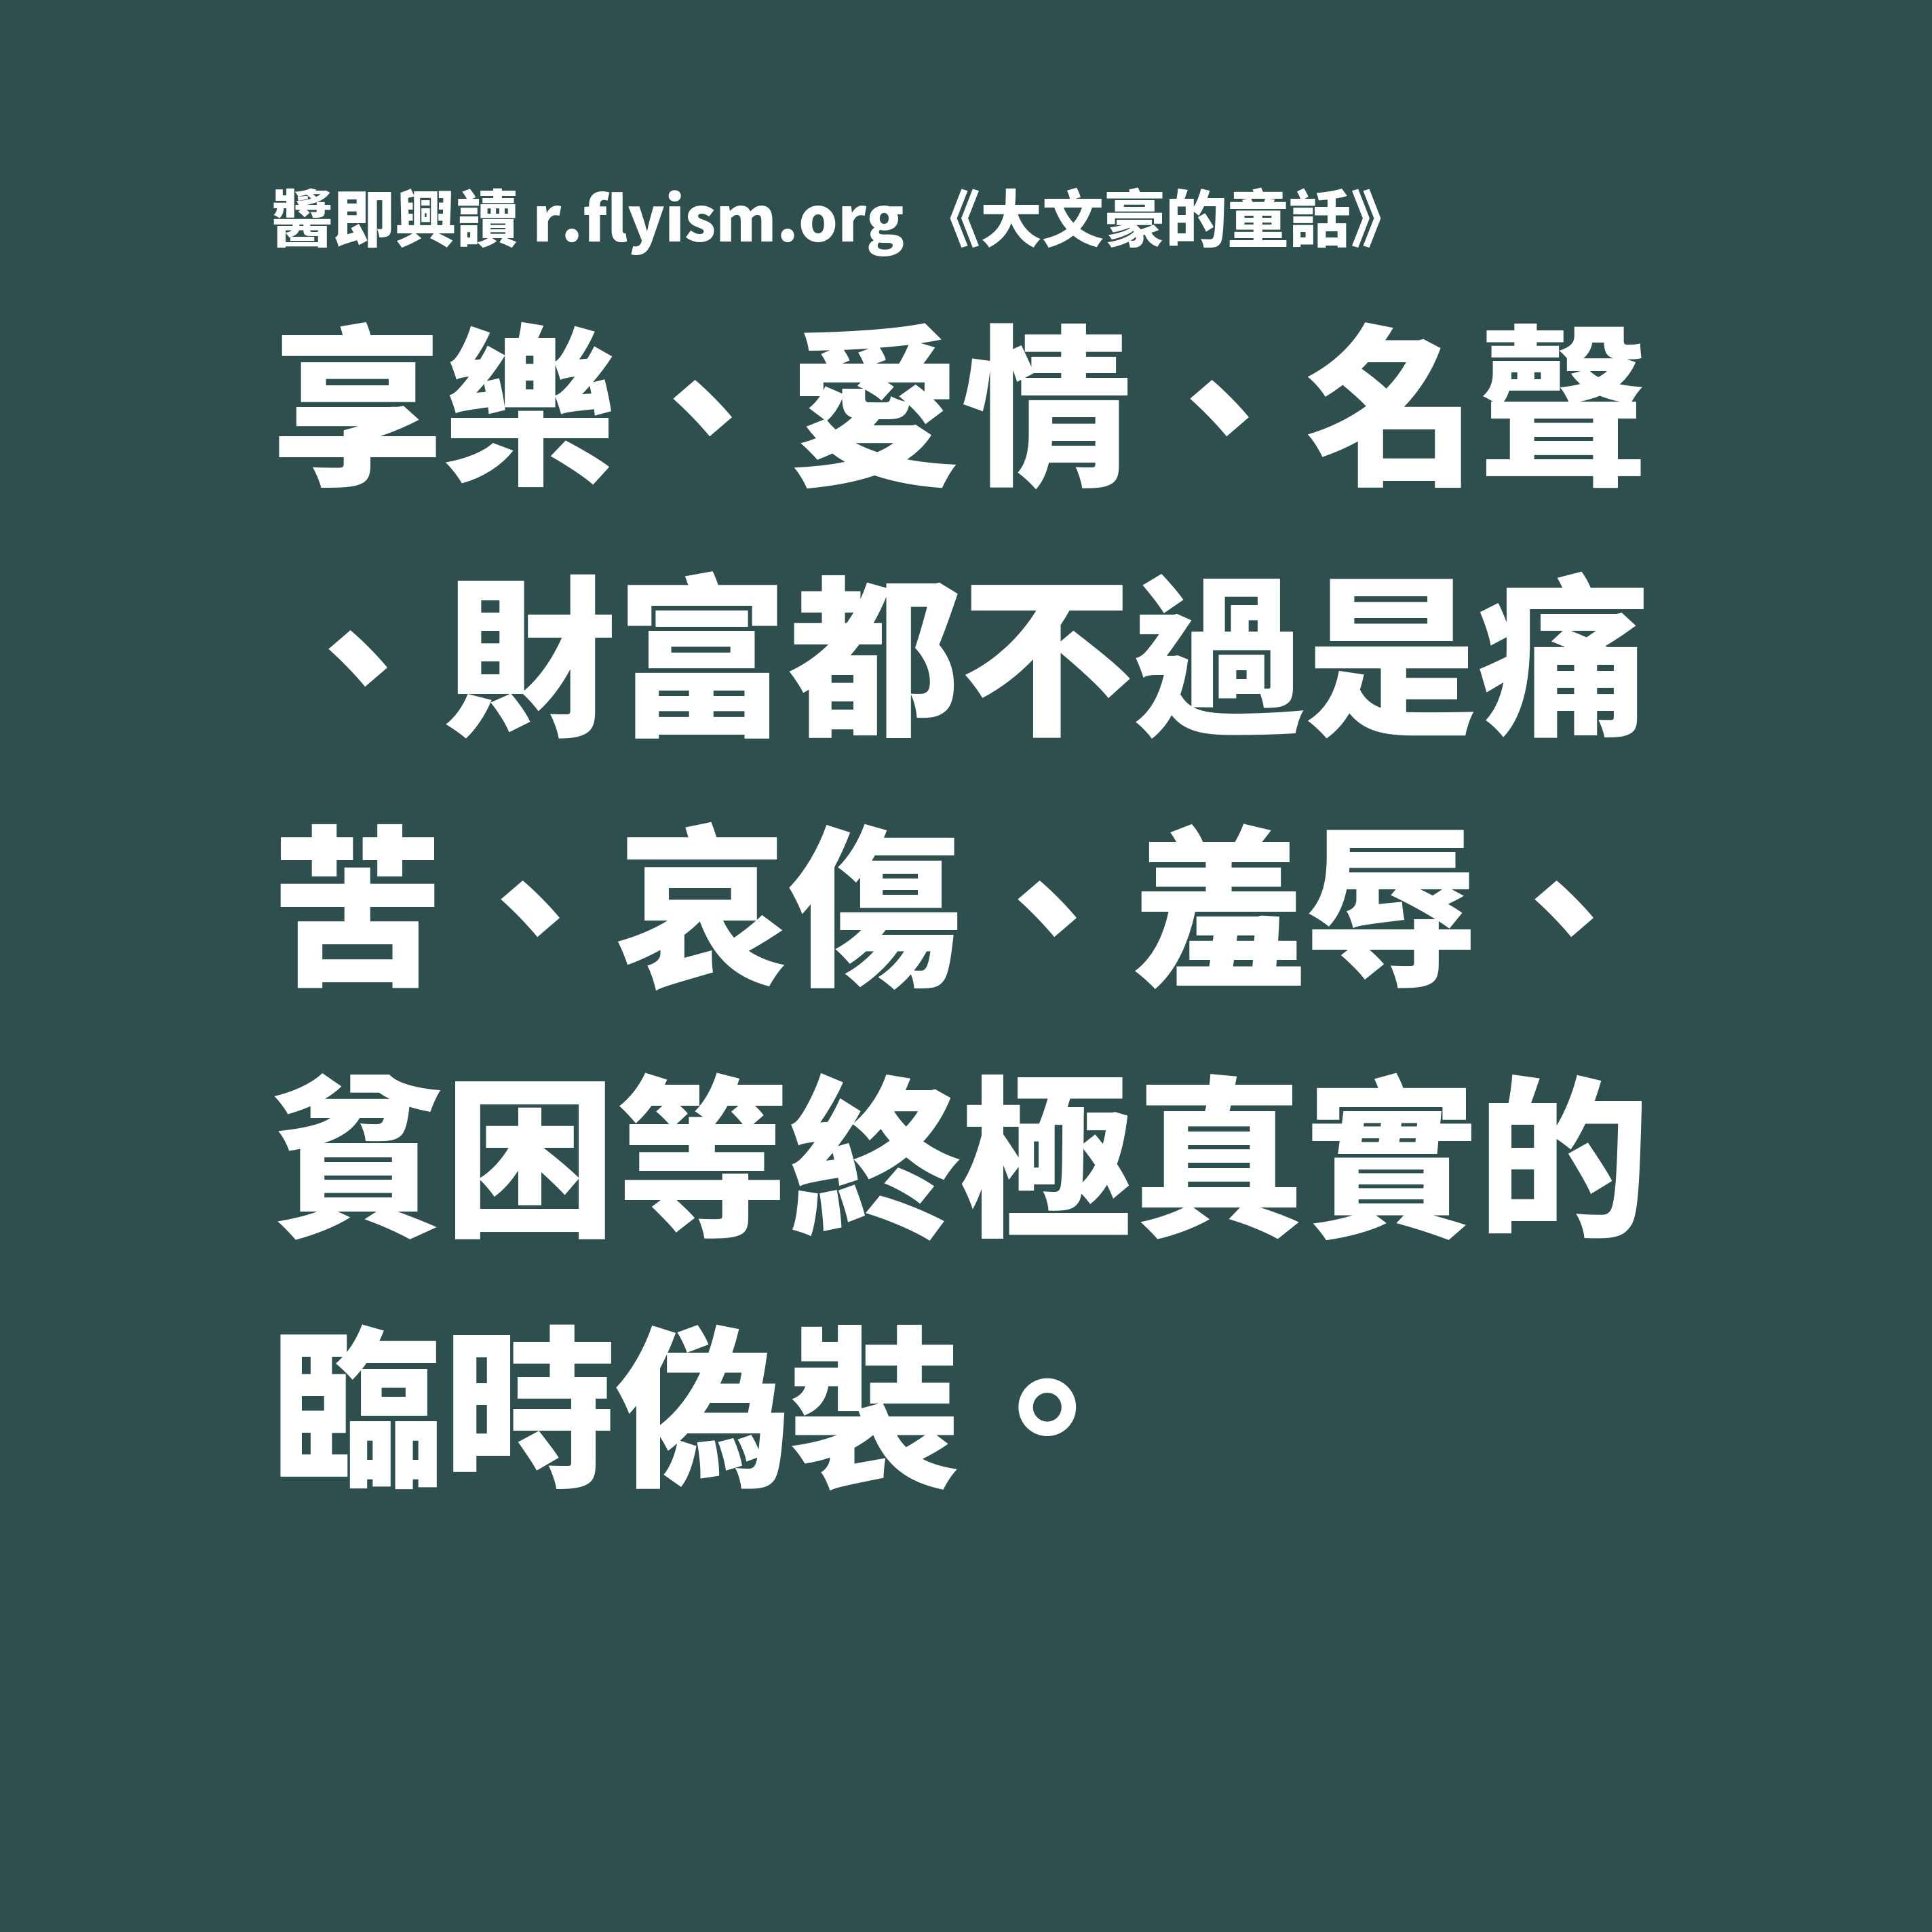 豁即閱讀 r.flyism.org 《大文豪的童話》
享樂、愛情、名聲
、財富都不過是痛
苦、哀傷、羞辱、
貧困等終極真實的
臨時偽裝。